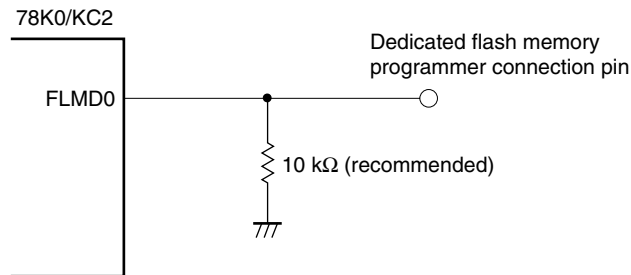 78K0/KC2
Dedicated flash memory
programmer connection pin
FLMD0
10 kΩ (recommended)